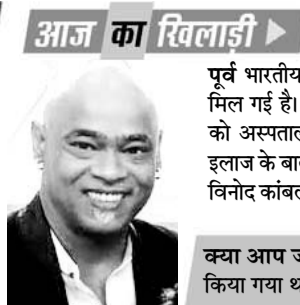 आज का खिलाड़ी
पूर्व भारतीय
मिल गई है।
को अस्पताल
इलाज के बाद
विनोद कांबल
क्या आप ज
किया गया थ